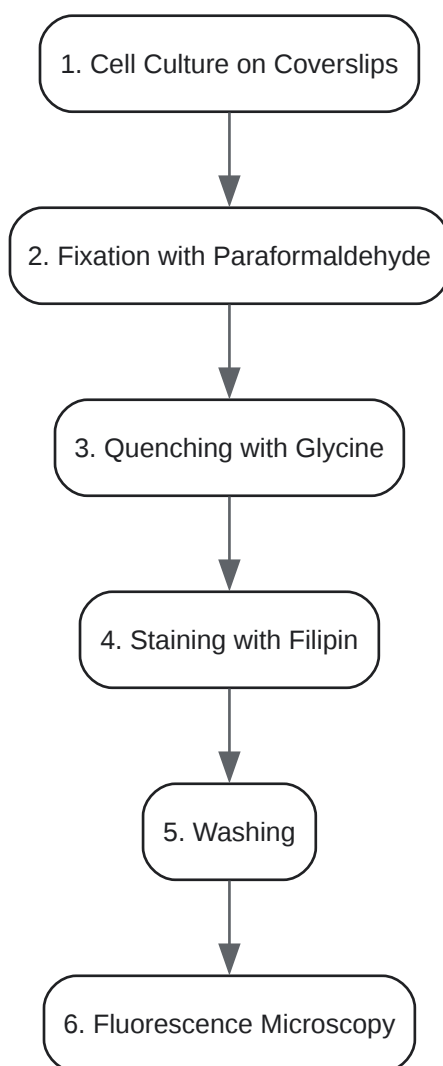 1. Cell Culture on Coverslips
2. Fixation with Paraformaldehyde
3. Quenching with Glycine
4. Staining with Filipin
5. Washing
6. Fluorescence Microscopy